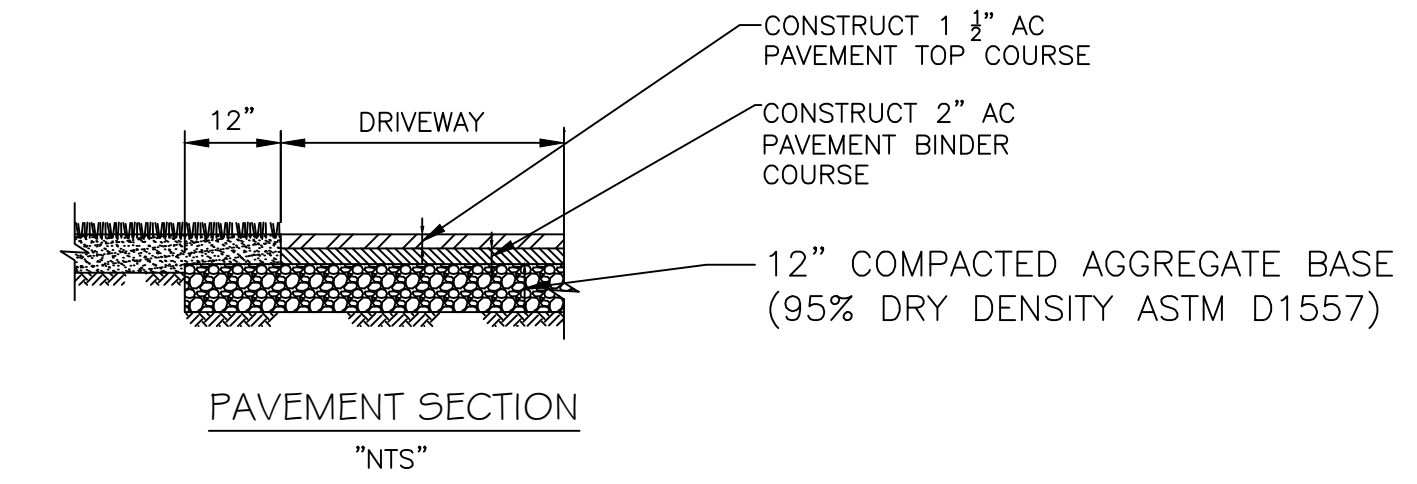 CONSTRUCT 1 ½" AC
PAVEMENT TOP COURSE
12"
DRIVEWAY
CONSTRUCT 2" AC
PAVEMENT BINDER
COURSE
12" COMPACTED AGGREGATE BASE
(95% DRY DENSITY ASTM D1557)
PAVEMENT SECTION
"NTS"